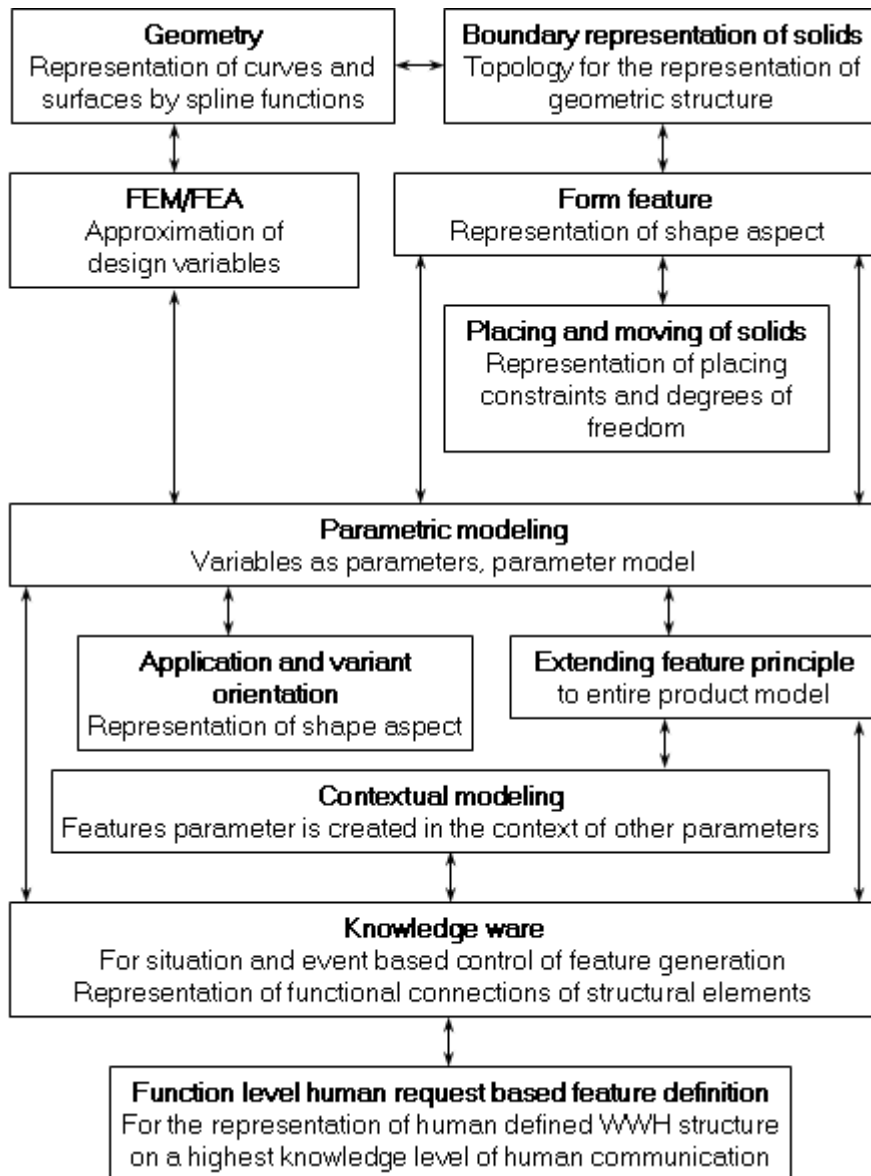 Geometry
Representation of curves and
surfaces by spline functions
Boundary representation of solids
Topology for the representation of
geometric structure
FEM/FEA
Approximation of
design variables
Form feature
Representation of shape aspect
Placing and moving of solids
Representation of placing
constraints and degrees of
freedom
Parametric modeling
Variables as parameters, parameter model
Application and variant
orientation
Representation of shape aspect
Extending feature principle
to entire product model
Contextual modeling
Features parameter is created in the context of other parameters
Knowledge ware
For situation and event based control of feature generation
Representation of functional connections of structural elements
Function level human request based feature definition
For the representation of human defined WWH structure
on a highest knowledge level of human communication